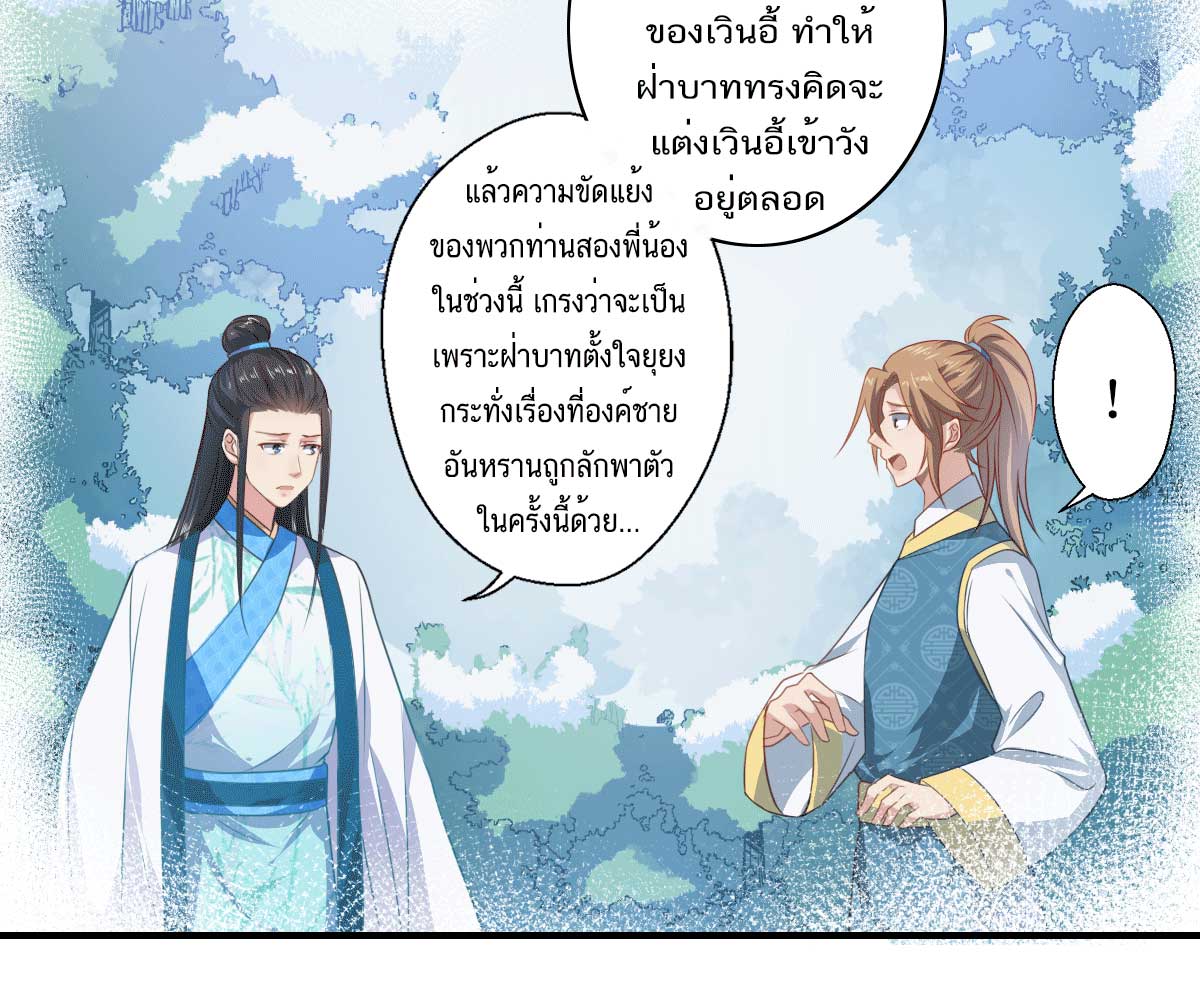 ของเวินอี้ ทำให้
ฝ่าบาททรงคิดจะ
แต่งเวินอี้เข้าวัง
อยู่ตลอด
แล้วความขัดแย้ง
ของพวกท่านสองพี่น้อง
ในช่วงนี้ เกรงว่าจะเป็น
เพราะฝ่าบาทตั้งใจยุยง
กระทั่งเรื่องที่องค์ชาย
อันหรานถูกลักพาตัว
ในครั้งนี้ด้วย...
!